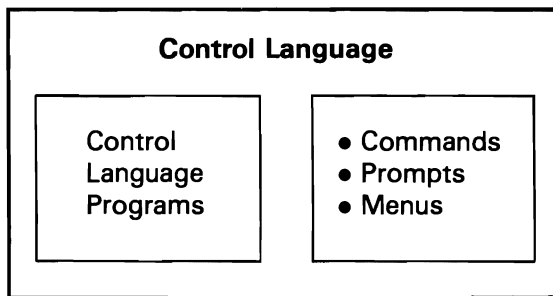 Control Language
Control
Language
Programs
● Commands
● Prompts
● Menus